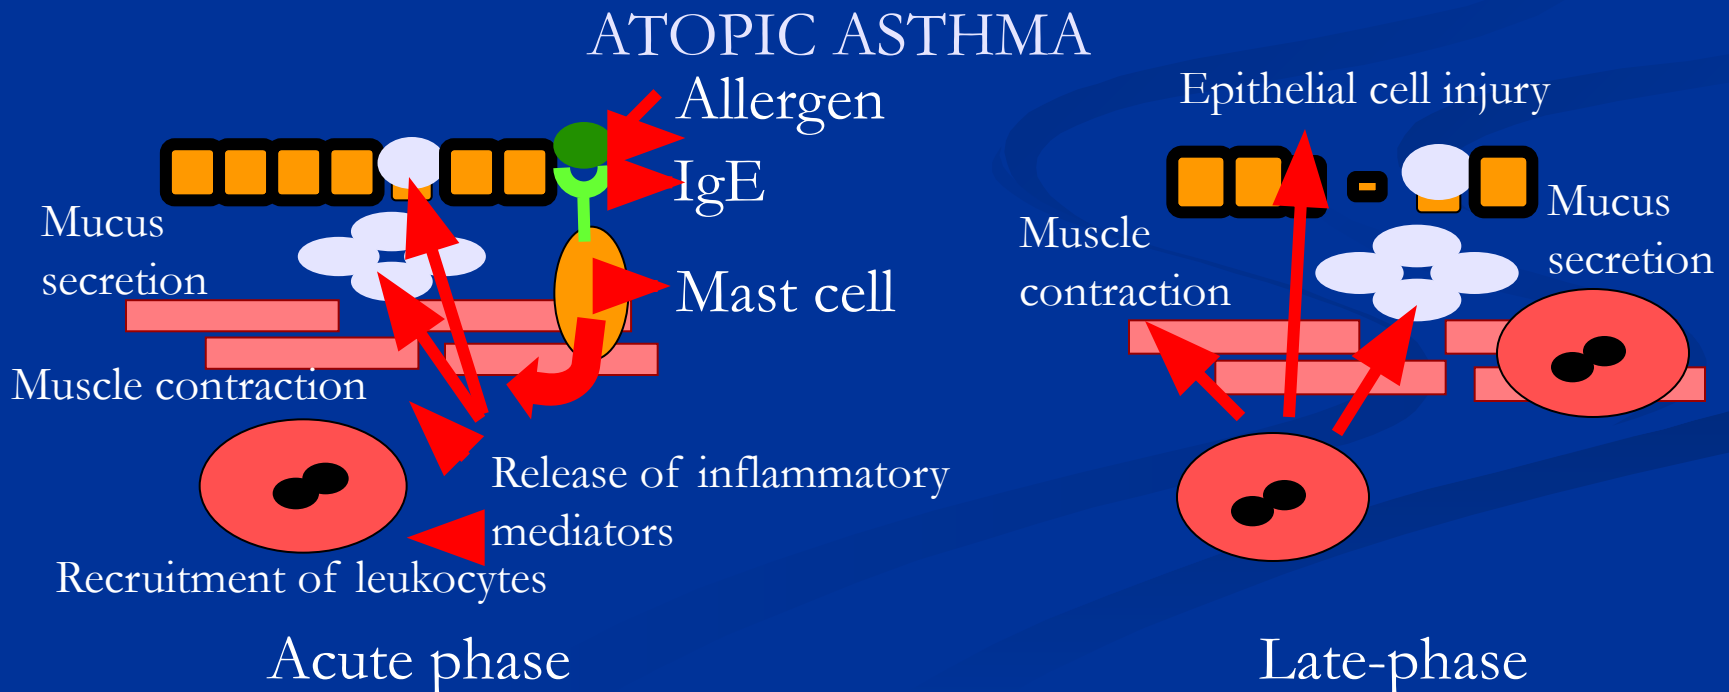 ATOPIC ASTHMA
Allergen
IgE
Mucus
secretion
Mast cell
Muscle contraction
Release of inflammatory
mediators
Recruitment of leukocytes
Acute phase
Epithelial cell injury
Muscle
contraction
Mucus
secretion
Late-phase